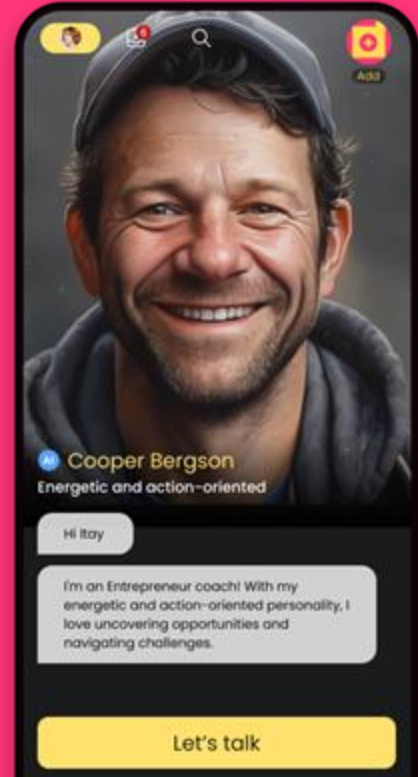 6
Add
AI Cooper Bergson
Energetic and action-oriented
Hi Itay
I'm an Entrepreneur coach! With my
energetic and action-oriented personality, I
love uncovering opportunities and
navigating challenges.
Let's talk